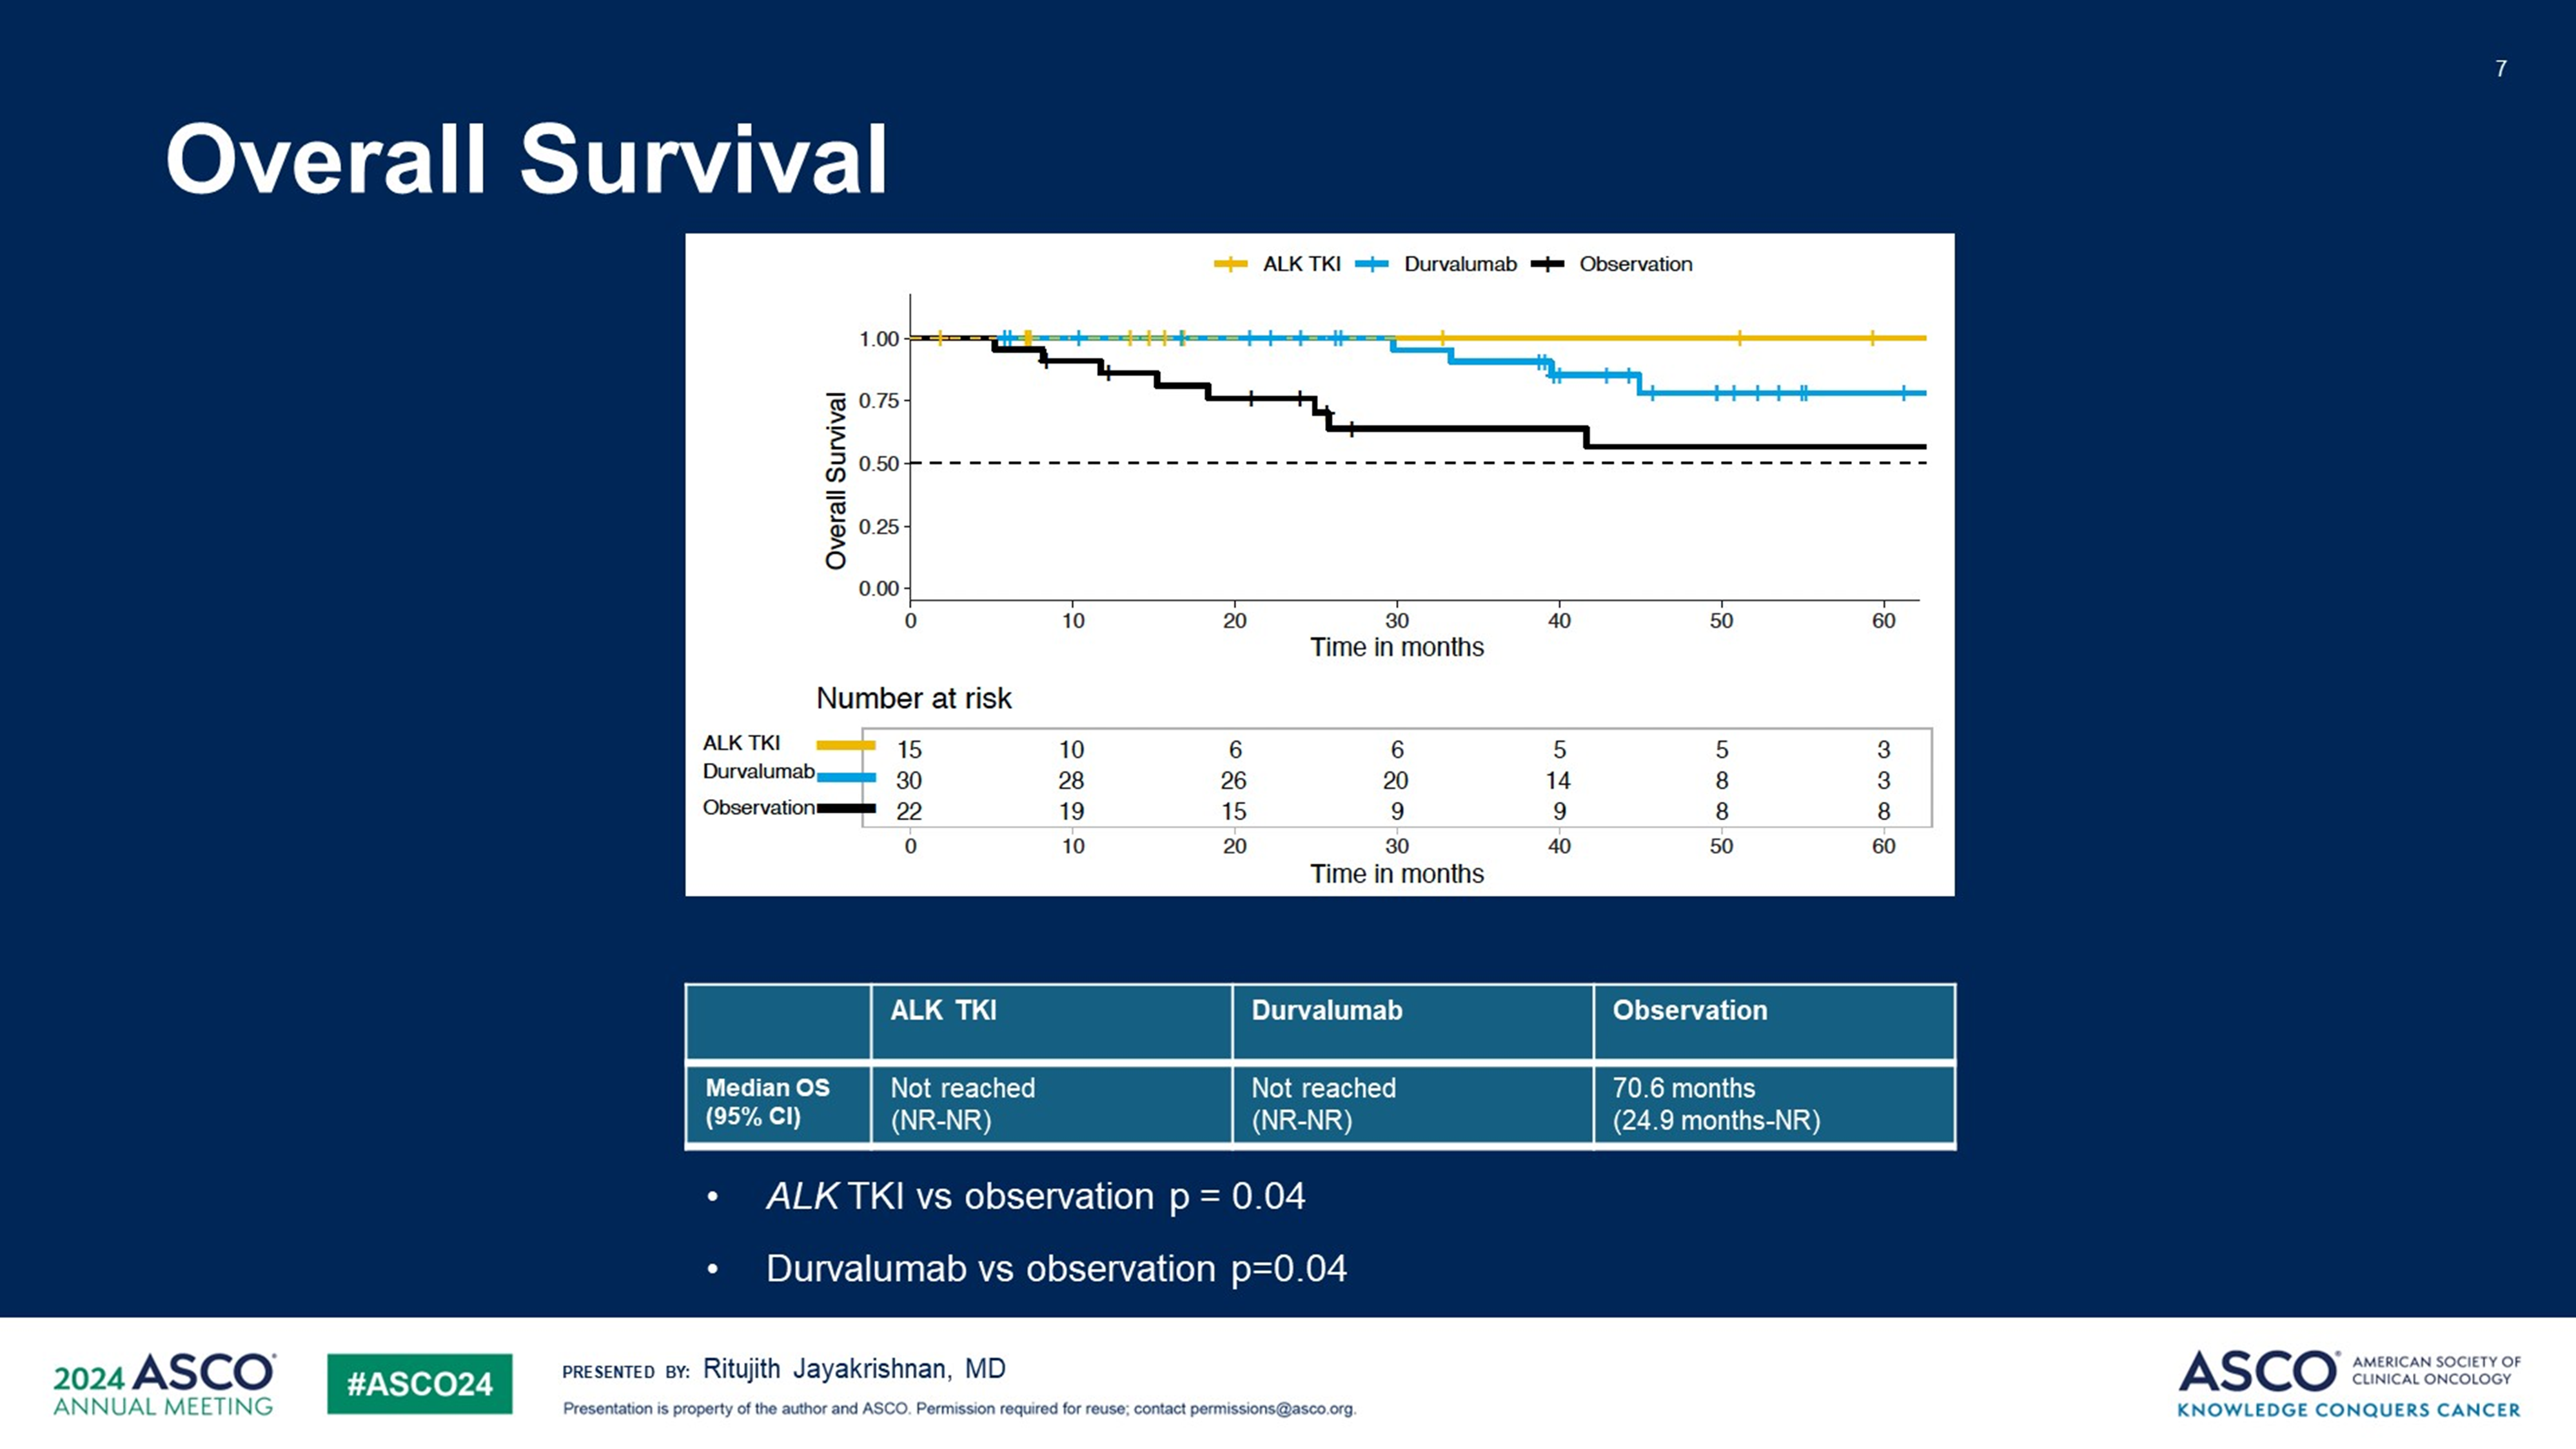 7
Overall Survival
ALK TKI Durvalumab Observation
1.00
0.75
0.50
0.25
0.00
Overall Survival
0 10 20 30 40 50 60
Time in months
Number at risk
ALK TKI 15 10 6 6 5 5 3
Durvalumab 30 28 26 20 14 8 3
Observation 22 19 15 9 9 8 8
0 10 20 30 40 50 60
Time in months
ALK TKI Durvalumab Observation
Median OS Not reached Not reached 70.6 months
(95% CI) (NR-NR) (NR-NR) (24.9 months-NR)
• ALK TKI vs observation p = 0.04
• Durvalumab vs observation p=0.04
2024 ASCO
ANNUAL MEETING
#ASCO24
PRESENTED BY: Ritujith Jayakrishnan, MD
Presentation is property of the author and ASCO. Permission required for reuse; contact permissions@asco.org.
ASCO® AMERICAN SOCIETY OF
CLINICAL ONCOLOGY
KNOWLEDGE CONQUERS CANCER